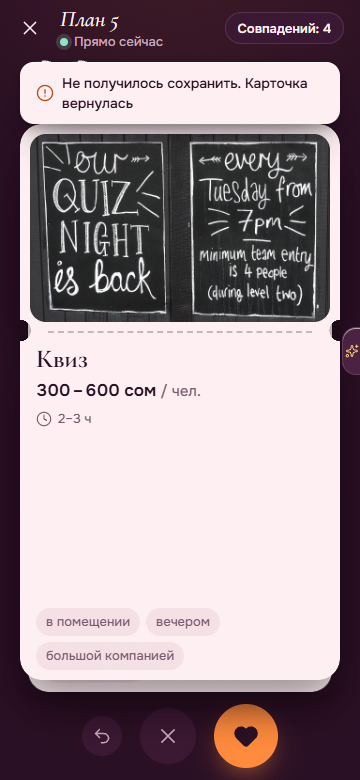 План 5
Прямо сейчас
Совпадений: 4
Не получилось сохранить. Карточка
вернулась
Your
QUIZ
NIGHT
is back
every
Tuesday from
7pm
minimum team entry
is 4 people
(during level two)
Квиз
300–600 сом / чел.
2–3 ч
в помещении
вечером
большой компанией